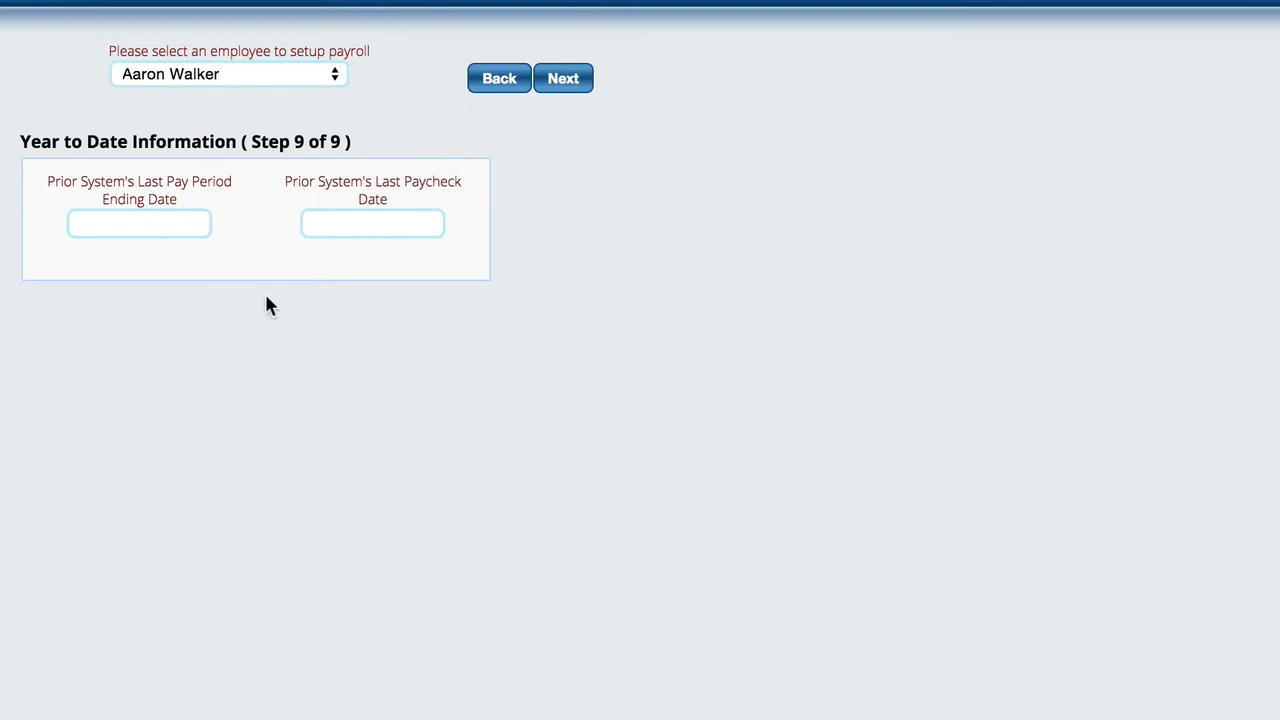 Please select an employee to setup payroll
Aaron Walker
Back Next
Year to Date Information ( Step 9 of 9 )
Prior System's Last Pay Period
Ending Date
Prior System's Last Paycheck
Date